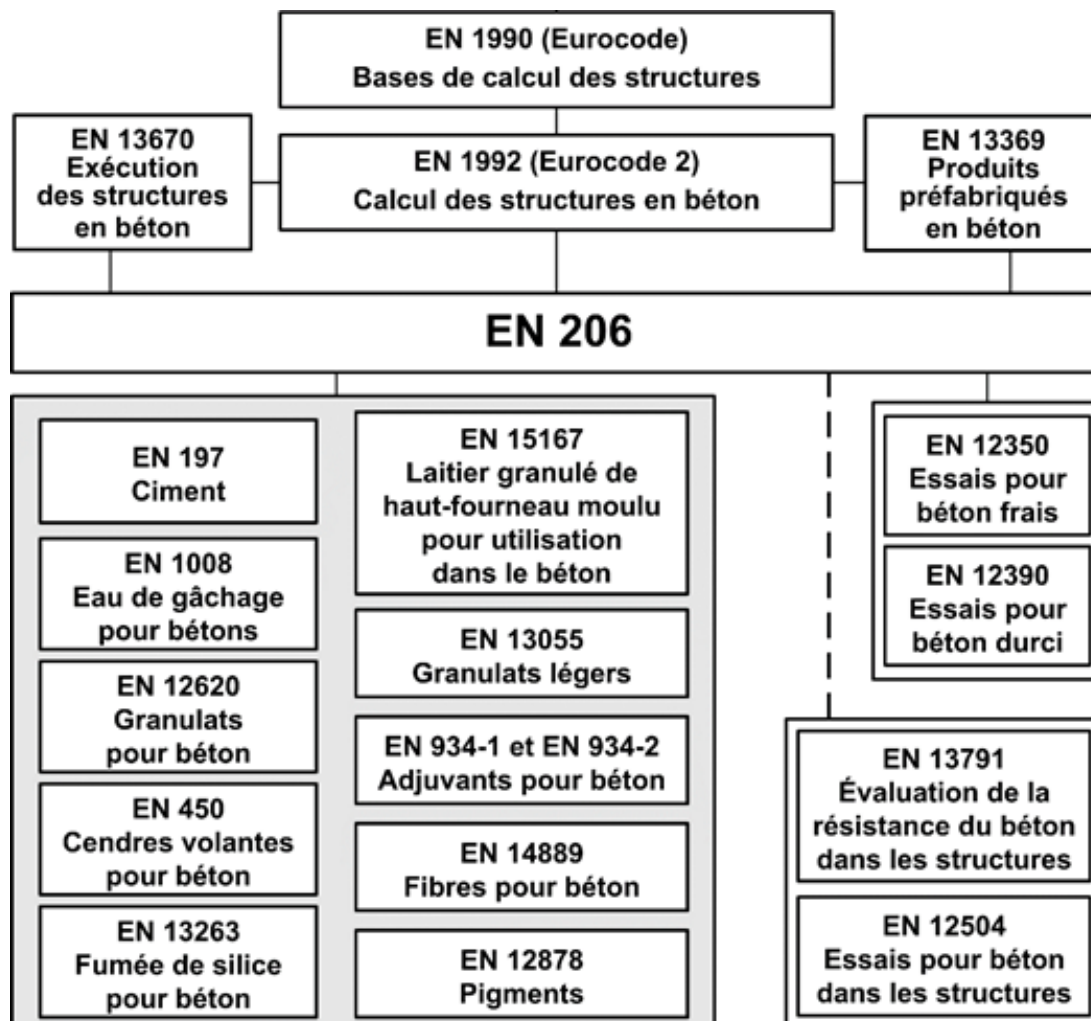 EN 1990 (Eurocode)
Bases de calcul des structures
EN 13670
Exécution
des structures
en béton
EN 1992 (Eurocode 2)
Calcul des structures en béton
EN 13369
Produits
préfabriqués
en béton
EN 206
EN 197
Ciment
EN 1008
Eau de gâchage
pour bétons
EN 12620
Granulats
pour béton
EN 450
Cendres volantes
pour béton
EN 13263
Fumée de silice
pour béton
EN 15167
Laitier granulé de
haut-fourneau moulu
pour utilisation
dans le béton
EN 13055
Granulats légers
EN 934-1 et EN 934-2
Adjuvants pour béton
EN 14889
Fibres pour béton
EN 12878
Pigments
EN 12350
Essais pour
béton frais
EN 12390
Essais pour
béton durci
EN 13791
Évaluation de la
résistance du béton
dans les structures
EN 12504
Essais pour béton
dans les structures